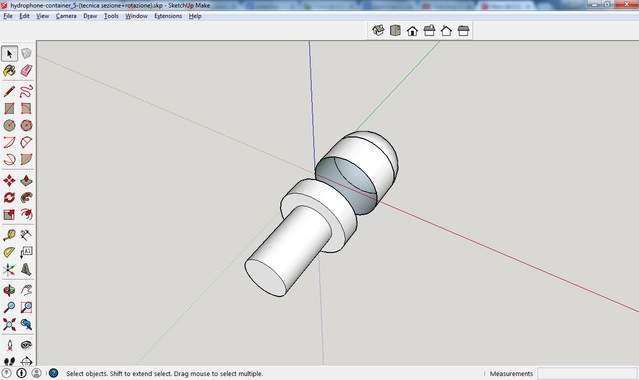 hydrophone-container_5-(tecnica sezione+rotazione).skp - SketchUp Make
File Edit View Camera Draw Tools Window Extensions Help
Select objects. Shift to extend select. Drag mouse to select multiple.
Measurements